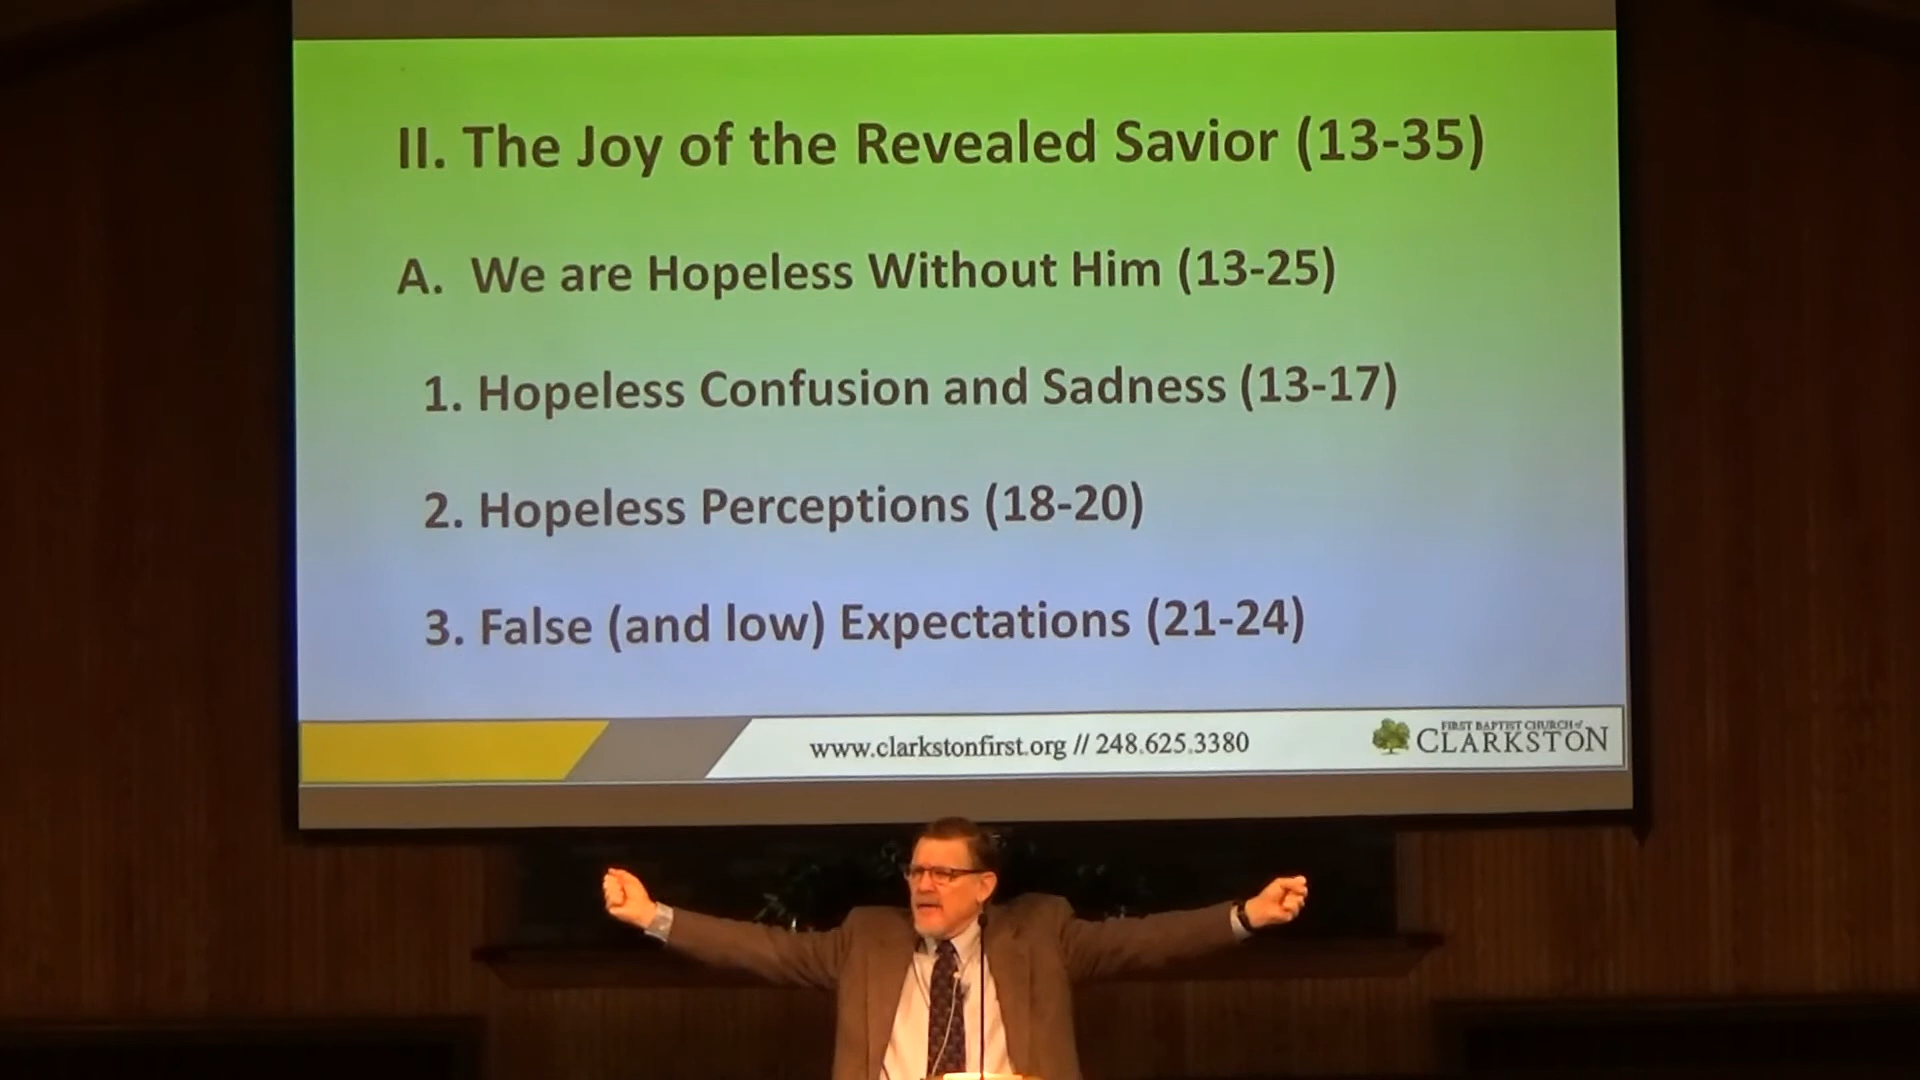 II. The Joy of the Revealed Savior (13-35)
A. We are Hopeless Without Him (13-25)
1. Hopeless Confusion and Sadness (13-17)
2. Hopeless Perceptions (18-20)
3. False (and low) Expectations (21-24)
www.clarkstonfirst.org // 248.625.3380
FIRST BAPTIST CHURCH of
CLARKSTON